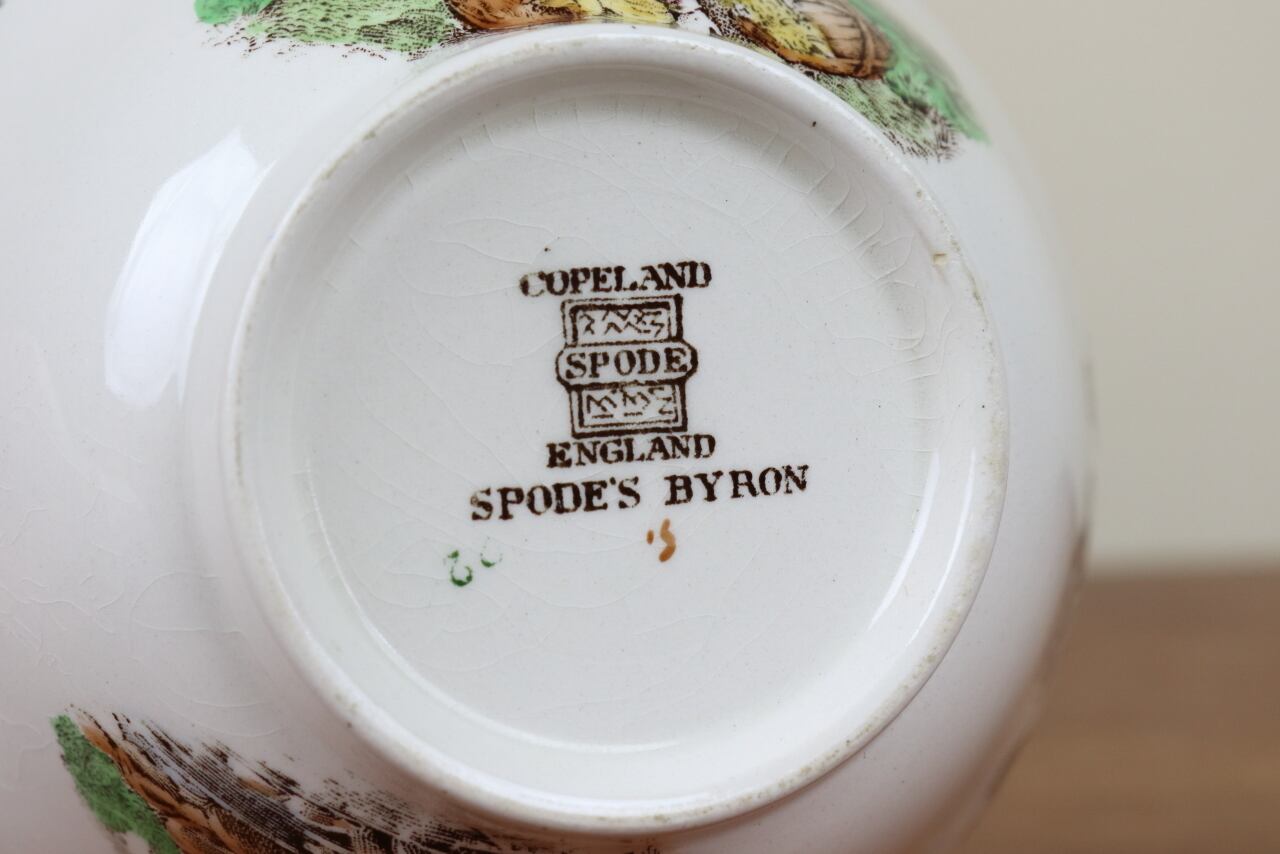 COPELAND
SPODE
ENGLAND
SPODE'S BYRON